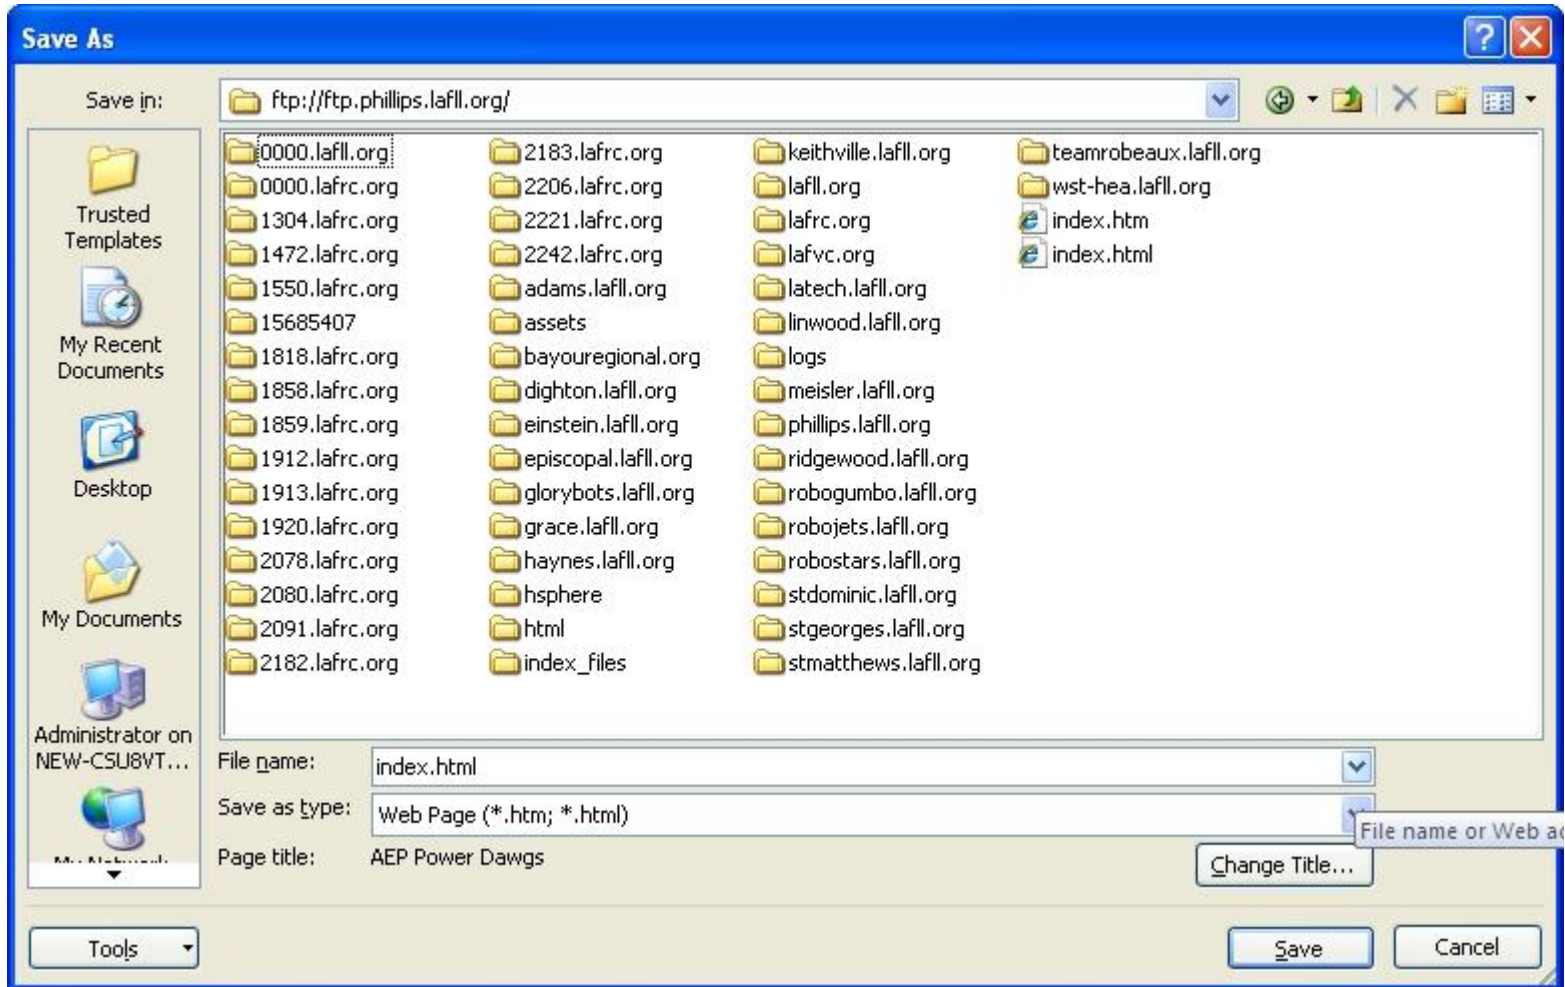 Save As
Save in:
ftp://ftp.phillips.lafll.org/
Trusted
Templates
My Recent
Documents
Desktop
My Documents
Administrator on
NEW-CSU8VT...
0000.lafll.org
0000.lafrc.org
1304.lafrc.org
1472.lafrc.org
1550.lafrc.org
15685407
1818.lafrc.org
1858.lafrc.org
1859.lafrc.org
1912.lafrc.org
1913.lafrc.org
1920.lafrc.org
2078.lafrc.org
2080.lafrc.org
2091.lafrc.org
2182.lafrc.org
2183.lafrc.org
2206.lafrc.org
2221.lafrc.org
2242.lafrc.org
adams.lafll.org
assets
bayouregional.org
dighton.lafll.org
einstein.lafll.org
episcopal.lafll.org
glorybots.lafll.org
grace.lafll.org
haynes.lafll.org
hsphere
html
index_files
keithville.lafll.org
lafll.org
lafrc.org
lafvc.org
latech.lafll.org
linwood.lafll.org
logs
meisler.lafll.org
phillips.lafll.org
ridgewood.lafll.org
robogumbo.lafll.org
robojets.lafll.org
robostars.lafll.org
stdominic.lafll.org
stgeorges.lafll.org
stmatthews.lafll.org
teamrobeaux.lafll.org
wst-hea.lafll.org
index.htm
index.html
File name:
index.html
Save as type:
Web Page (*.htm; *.html)
File name or Web
Page title:
AEP Power Dawgs
Change Title...
Tools
Save
Cancel